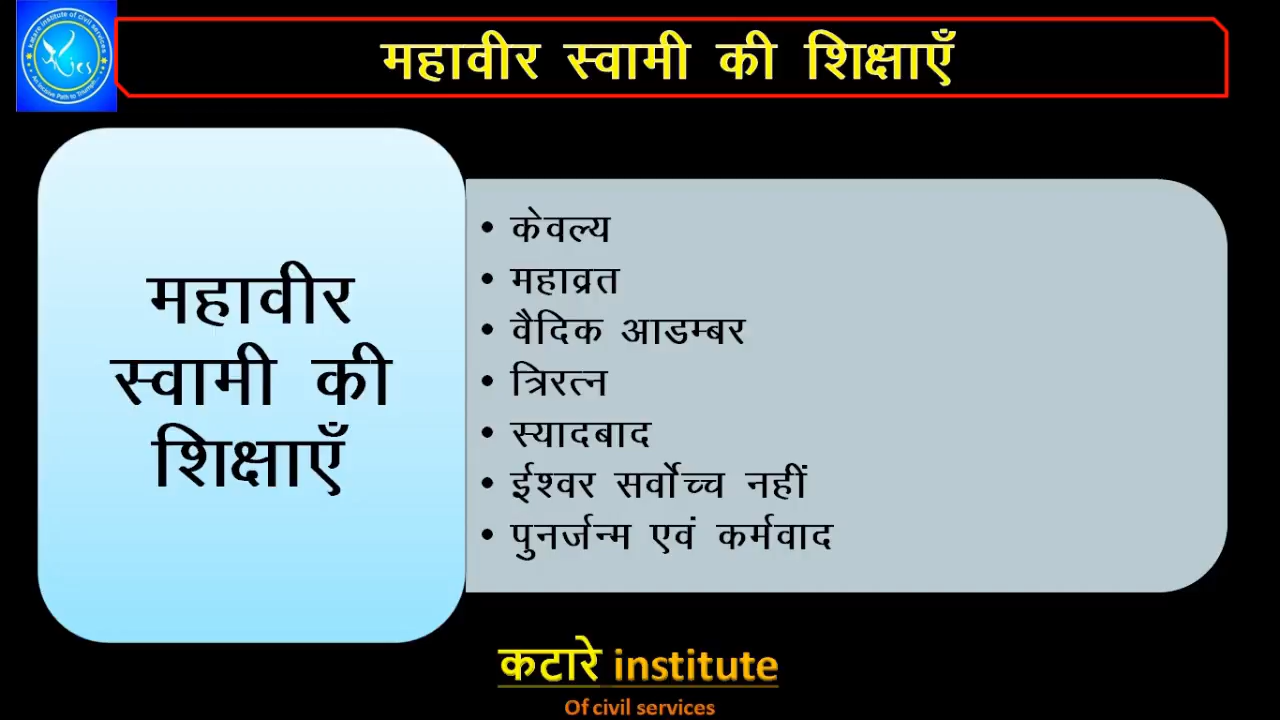 महावीर स्वामी की शिक्षाएँ
महावीर
स्वामी की
शिक्षाएँ
• केवल्य
• महाव्रत
• वैदिक आडम्बर
• त्रिरत्न
• स्यादबाद
• ईश्वर सर्वोच्च नहीं
• पुनर्जन्म एवं कर्मवाद
कटारे institute
Of civil services